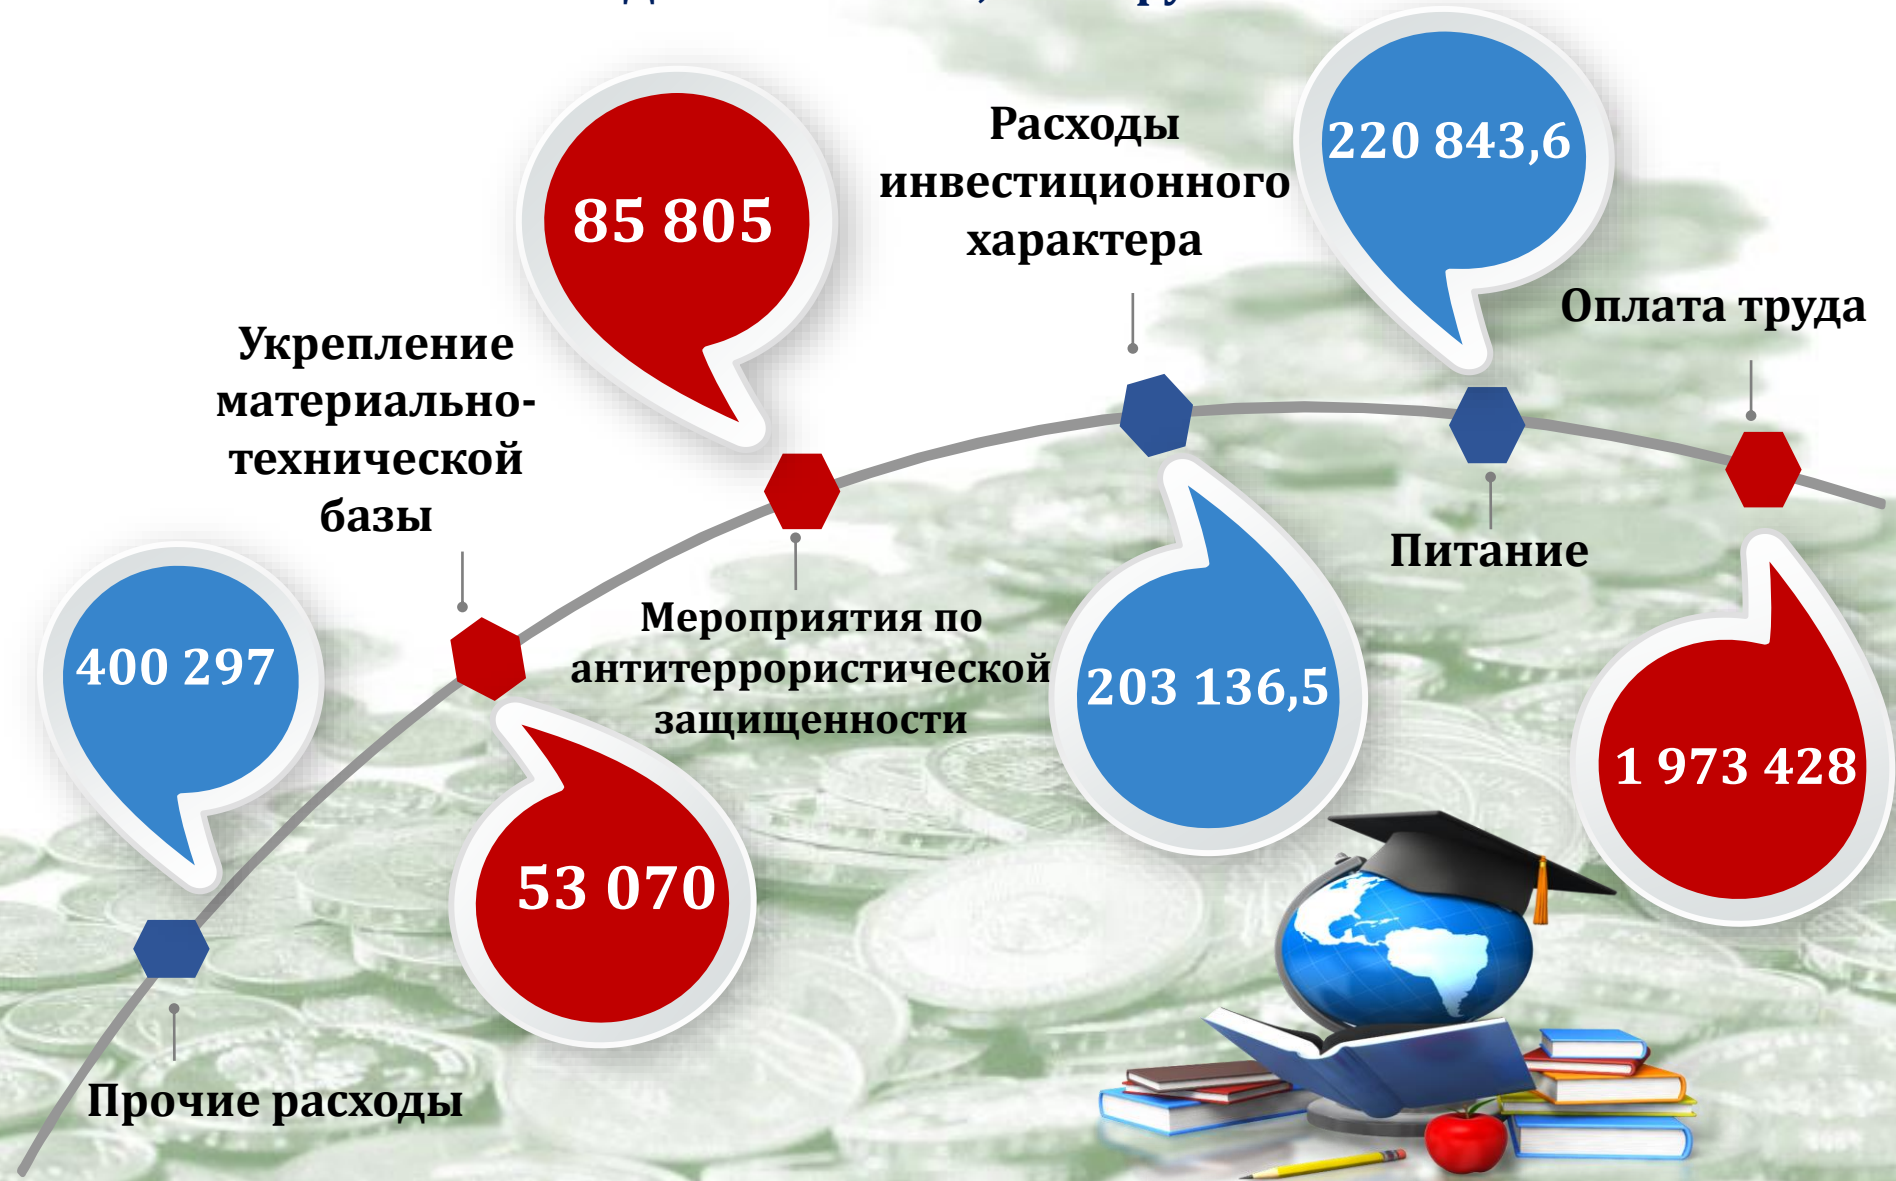 85 805
Расходы
инвестиционного
характера
220 843,6
Оплата труда
Укрепление
материально-
технической
базы
Питание
400 297
Мероприятия по
антитеррористической
защищенности
203 136,5
1 973 428
53 070
Прочие расходы